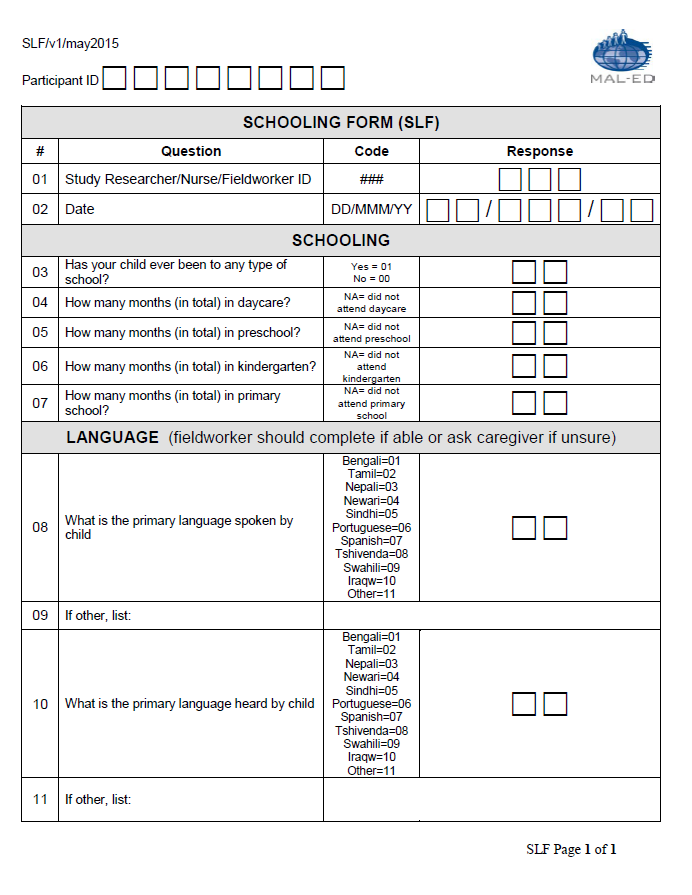 SLF/v1/may2015
MAL-ED
Participant ID
SCHOOLING FORM (SLF)
# Question Code Response
01 Study Researcher/Nurse/Fieldworker ID ###
02 Date DD/MMM/YY / /
SCHOOLING
03 Has your child ever been to any type of
school?
Yes = 01
No = 00
04 How many months (in total) in daycare?
NA= did not
attend daycare
05 How many months (in total) in preschool?
NA= did not
attend preschool
06 How many months (in total) in kindergarten?
NA= did not
attend
kindergarten
07 How many months (in total) in primary
school?
NA= did not
attend primary
school
LANGUAGE (fieldworker should complete if able or ask caregiver if unsure)
08 What is the primary language spoken by
child
Bengali=01
Tamil=02
Nepali=03
Newari=04
Sindhi=05
Portuguese=06
Spanish=07
Tshivenda=08
Swahili=09
Iraqw=10
Other=11
09 If other, list:
10 What is the primary language heard by child
Bengali=01
Tamil=02
Nepali=03
Newari=04
Sindhi=05
Portuguese=06
Spanish=07
Tshivenda=08
Swahili=09
Iraqw=10
Other=11
11 If other, list:
SLF Page 1 of 1